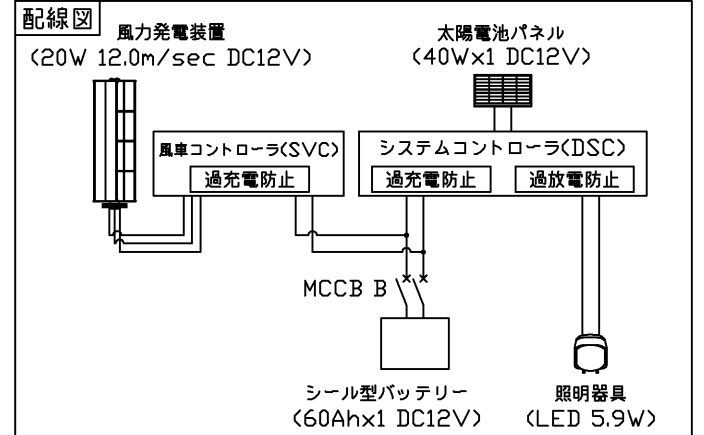 配線図
風力発電装置
(20W 12.0m/sec DC12V)
太陽電池パネル
(40Wx1 DC12V)
風車コントローラ(SVC)
過充電防止
システムコントローラ(DSC)
過充電防止
過放電防止
MCCB B
シール型バッテリー
(60Ahx1 DC12V)
照明器具
(LED 5.9W)